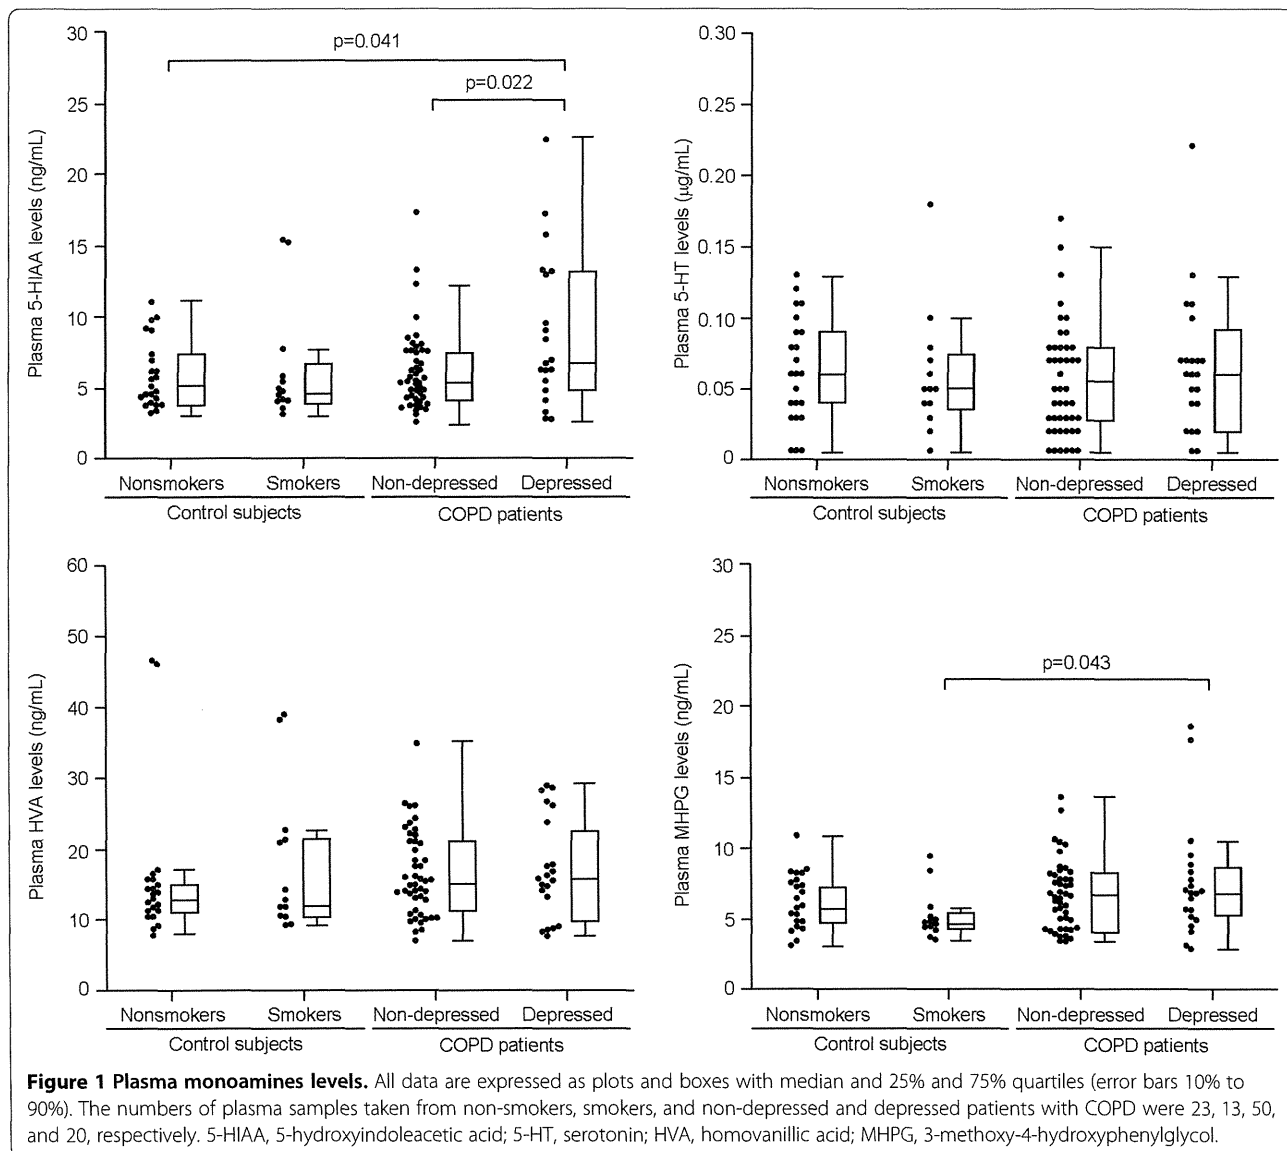 30
25
20
15
10
5
0
Plasma 5-HIAA levels (ng/mL)
p=0.041
p=0.022
Nonsmokers Smokers Non-depressed Depressed
Control subjects COPD patients
0.30
0.25
0.20
0.15
0.10
0.05
0
Plasma 5-HT levels (μg/mL)
Nonsmokers Smokers Non-depressed Depressed
Control subjects COPD patients
60
50
40
30
20
10
0
Plasma HVA levels (ng/mL)
Nonsmokers Smokers Non-depressed Depressed
Control subjects COPD patients
30
25
20
15
10
5
0
Plasma MHPG levels (ng/mL)
p=0.043
Nonsmokers Smokers Non-depressed Depressed
Control subjects COPD patients
Figure 1 Plasma monoamines levels. All data are expressed as plots and boxes with median and 25% and 75% quartiles (error bars 10% to
90%). The numbers of plasma samples taken from non-smokers, smokers, and non-depressed and depressed patients with COPD were 23, 13, 50,
and 20, respectively. 5-HIAA, 5-hydroxyindoleacetic acid; 5-HT, serotonin; HVA, homovanillic acid; MHPG, 3-methoxy-4-hydroxyphenylglycol.